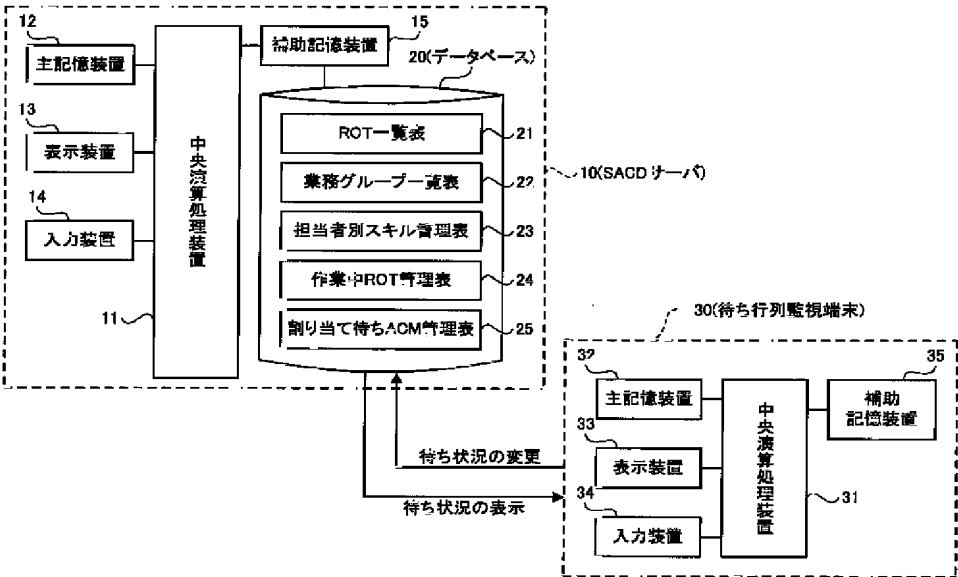 12
主記憶装置
13
表示装置
14
入力装置
11
中央演算処理装置
15
補助記憶装置
20(データベース)
ROT一覧表
21
業務グループ一覧表
22
担当者別スキル管理表
23
作業中ROT管理表
24
割り当て待ちACM管理表
25
10(SACDサーバ)
30(待ち行列監視端末)
32
主記憶装置
33
表示装置
34
入力装置
中央演算処理装置
31
35
補助
記憶装置
待ち状況の変更
待ち状況の表示